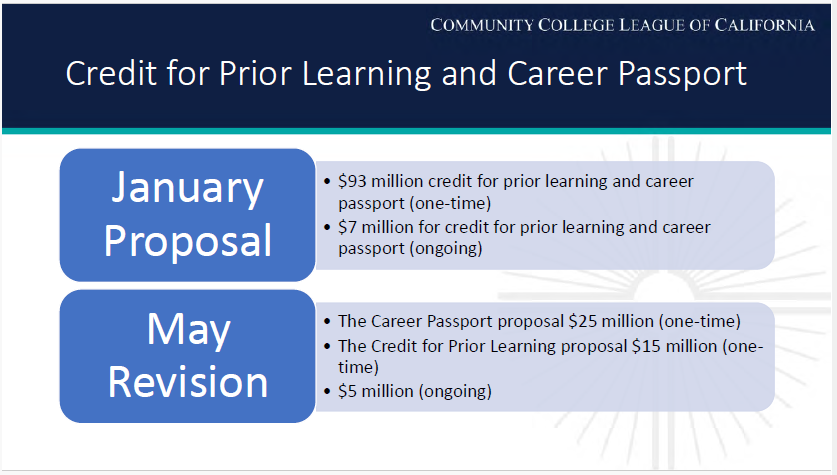 COMMUNITY COLLEGE LEAGUE OF CALIFORNIA
Credit for Prior Learning and Career Passport
January
Proposal
• $93 million credit for prior learning and career
passport (one-time)
• $7 million for credit for prior learning and career
passport (ongoing)
May
Revision
• The Career Passport proposal $25 million (one-time)
• The Credit for Prior Learning proposal $15 million (one-
time)
• $5 million (ongoing)